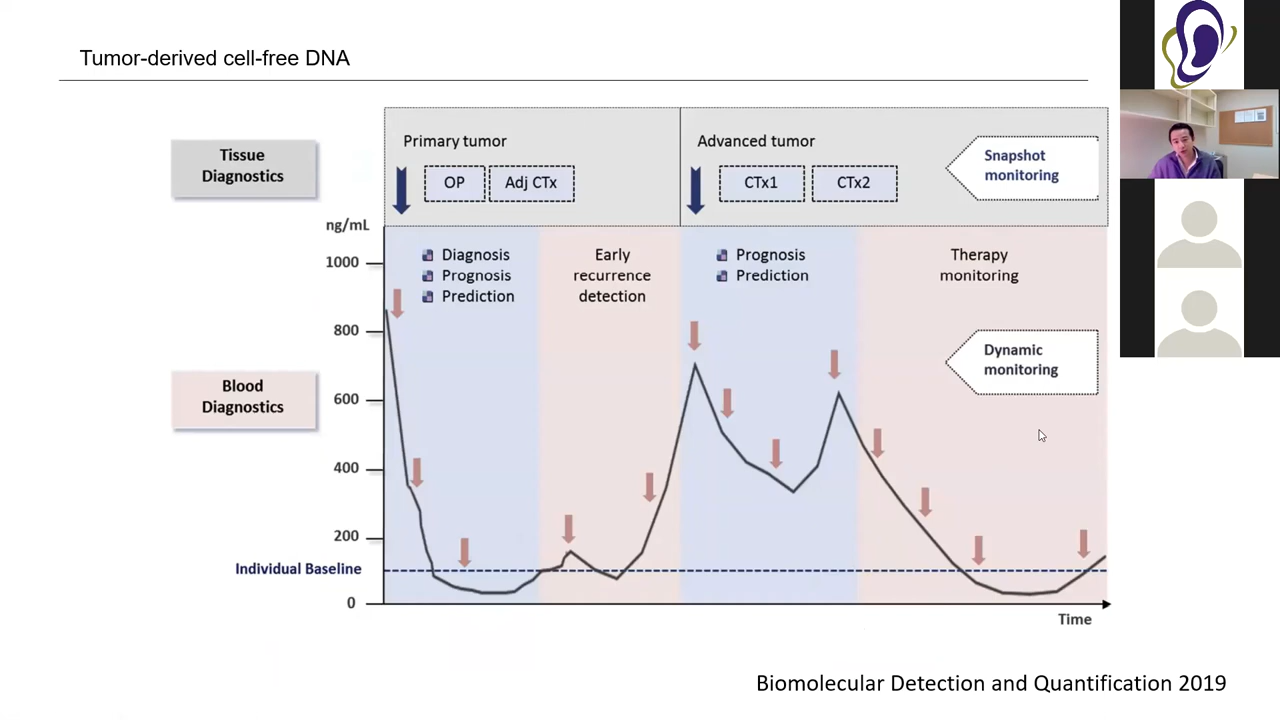 Tumor-derived cell-free DNA
Tissue
Diagnostics
Primary tumor
OP
Adj CTx
Advanced tumor
CTx1
CTx2
Snapshot
monitoring
ng/mL
1000
800
600
400
200
0
Individual Baseline
Blood
Diagnostics
Diagnosis
Prognosis
Prediction
Early
recurrence
detection
Prognosis
Prediction
Therapy
monitoring
Dynamic
monitoring
Time
Biomolecular Detection and Quantification 2019